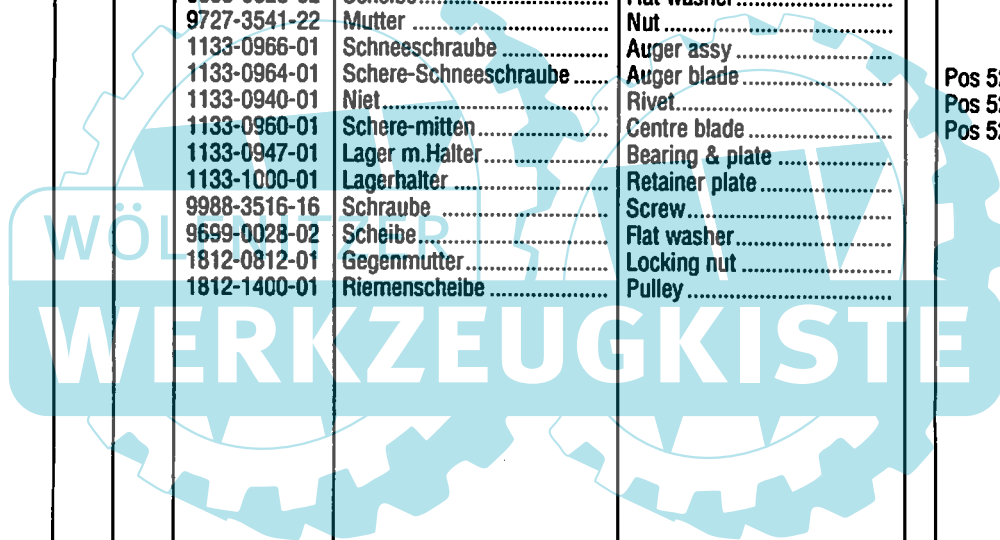 9727-3541-22 Mutter Nut
1133-0966-01 Schneeschraube Auger assy
1133-0964-01 Schere-Schneeschraube Auger blade Pos 5
1133-0940-01 Niet Rivet Pos 5
1133-0960-01 Schere-mitten Centre blade Pos 5
1133-0947-01 Lager m.Halter Bearing & plate
1133-1000-01 Lagerhalter Retainer plate
9988-3516-16 Schraube Screw
9699-0028-02 Scheibe Flat washer
1812-0812-01 Gegenmutter Locking nut
1812-1400-01 Riemenscheibe Pulley
WÖLFNITZER
WERKZEUGKISTE